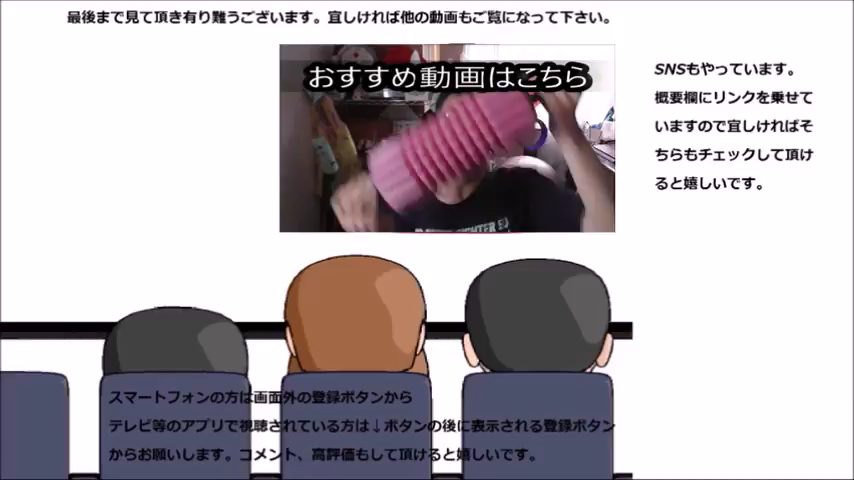 最後まで見て頂き有り難うございます。宜しければ他の動画もご覧になって下さい。
おすすめ動画はこちら
SNSもやっています。
概要欄にリンクを乗せて
いますので宜しければそ
ちらもチェックして頂け
ると嬉しいです。
スマートフォンの方は画面外の登録ボタンから
テレビ等のアプリで視聴されている方は↓ボタンの後に表示される登録ボタン
からお願いします。コメント、高評価もして頂けると嬉しいです。